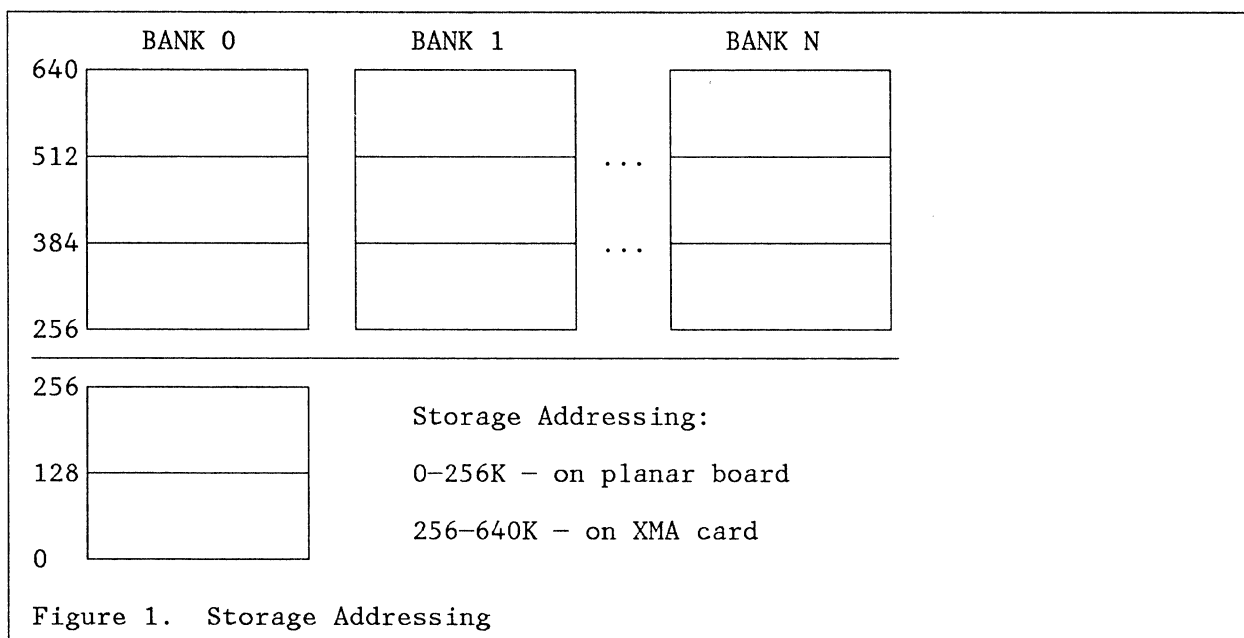 BANK 0 BANK 1 BANK N
640
512 ...
384 ...
256
256
Storage Addressing:
128 0-256K - on planar board
256-640K - on XMA card
0
Figure 1. Storage Addressing